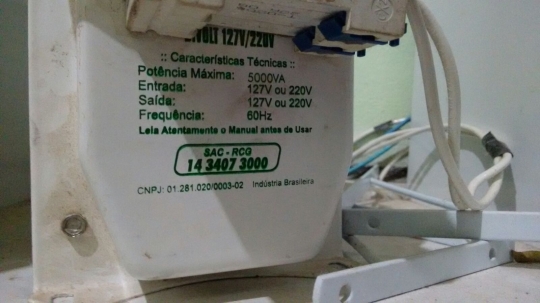 VOLT 127V/220V
:: Características Técnicas ::
Potência Máxima: 5000VA
Entrada: 127V ou 220V
Saída: 127V ou 220V
Frequência: 60Hz
Leia Atentamente o Manual antes de Usar
SAC - RCG
14 3407 3000
CNPJ: 01.281.020/0003-02 Indústria Brasileira